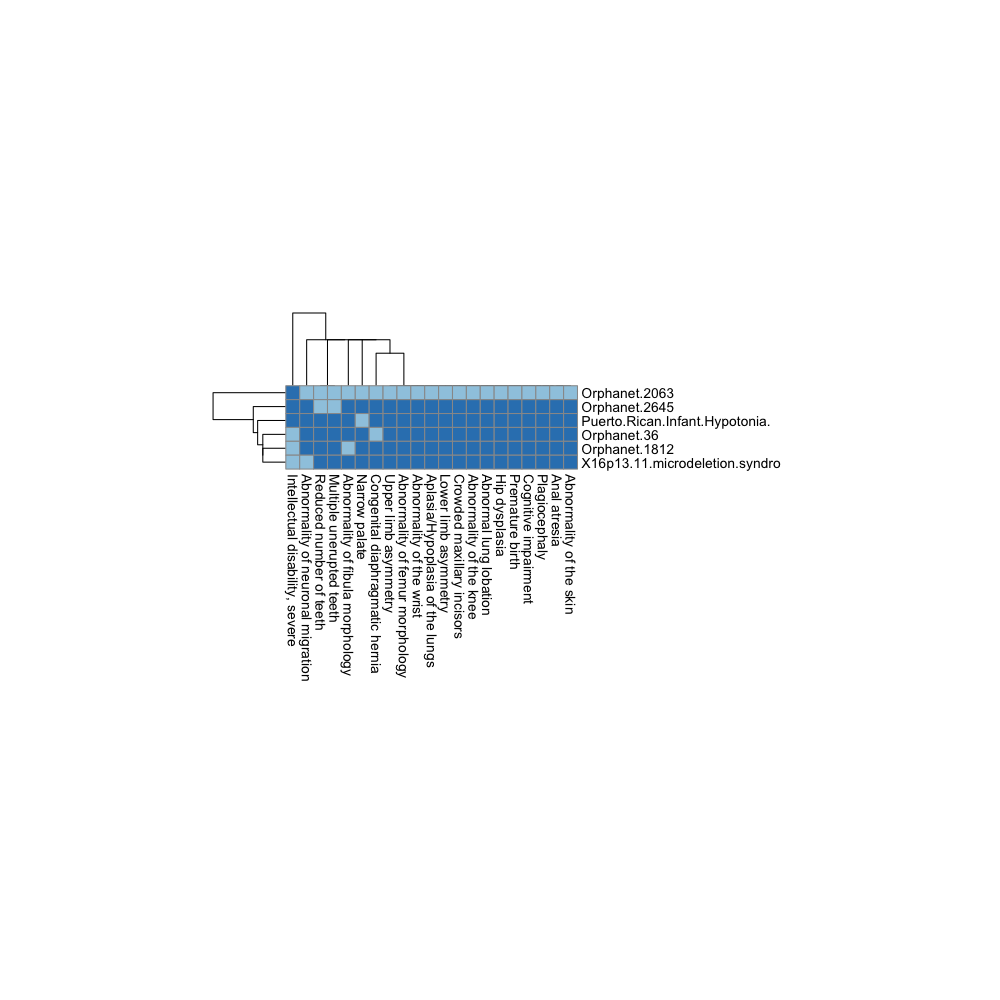 Orphanet.2063
Orphanet.2645
Puerto.Rican.Infant.Hypotonia.
Orphanet.36
Orphanet.1812
X16p13.11.microdeletion.syndro
Intellectual disability, severe
Abnormality of neuronal migration
Reduced number of teeth
Multiple unerupted teeth
Abnormality of fibula morphology
Narrow palate
Congenital diaphragmatic hernia
Upper limb asymmetry
Abnormality of femur morphology
Abnormality of the wrist
Aplasia/Hypoplasia of the lungs
Lower limb asymmetry
Crowded maxillary incisors
Abnormality of the knee
Abnormal lung lobation
Hip dysplasia
Premature birth
Cognitive impairment
Plagiocephaly
Anal atresia
Abnormality of the skin